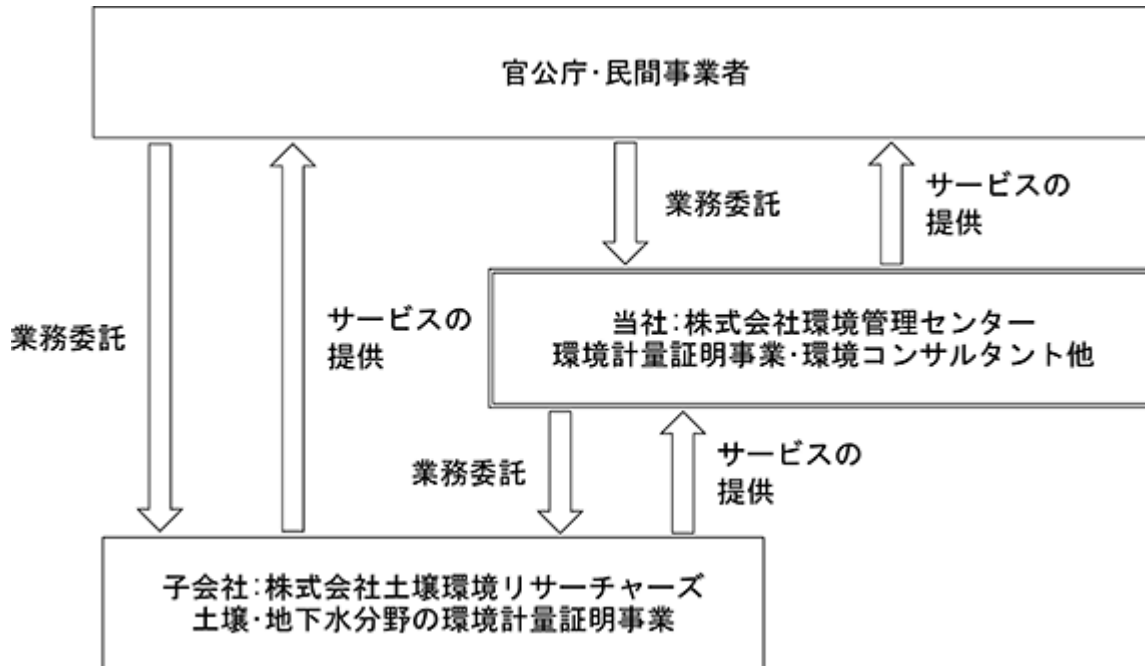 官公庁・民間事業者
業務委託
サービスの
提供
当社:株式会社環境管理センター
環境計量証明事業・環境コンサルタント他
業務委託
サービスの
提供
業務委託
サービスの
提供
子会社:株式会社土壌環境リサーチャーズ
土壌・地下水分野の環境計量証明事業